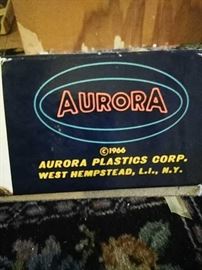 AURORA
©1966
AURORA PLASTICS CORP.
WEST HEMPSTEAD, L.I., N.Y.